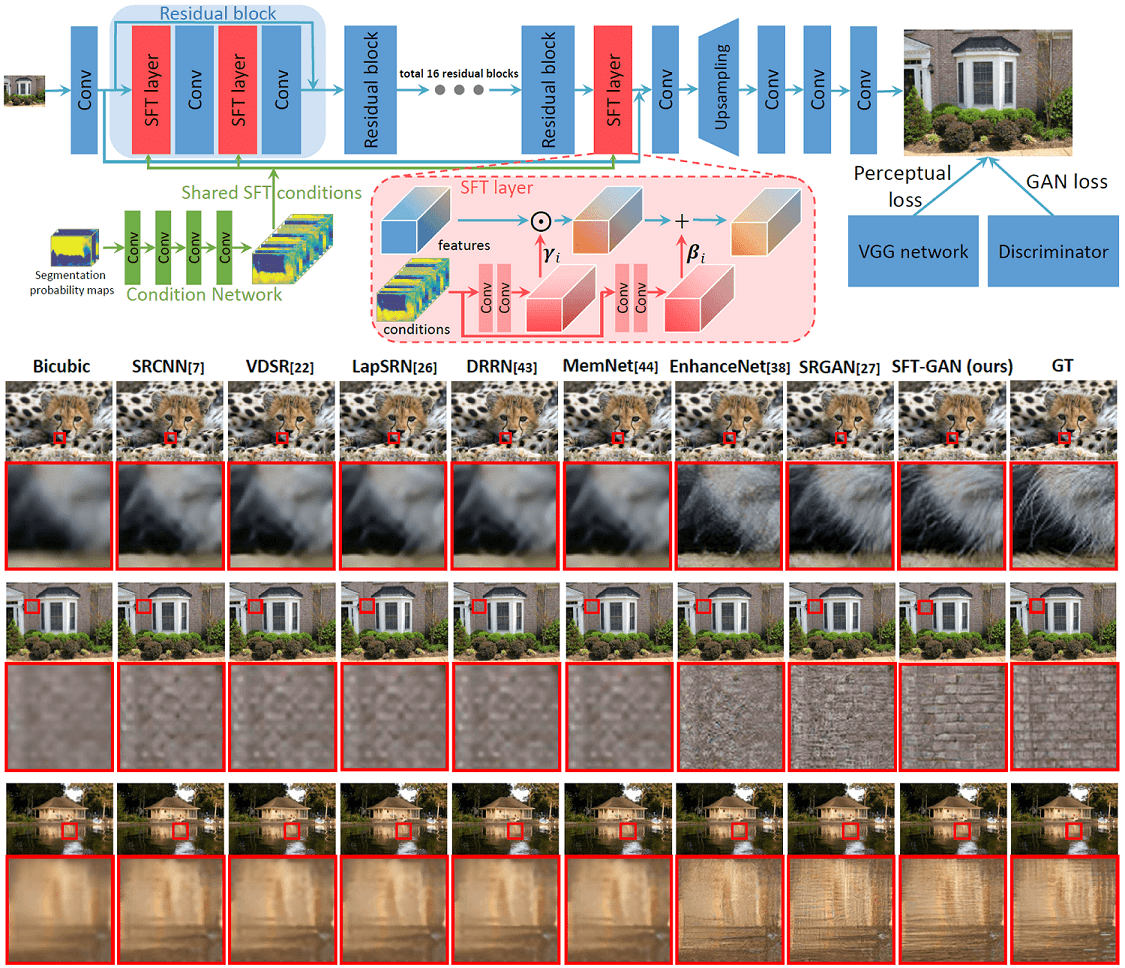 Residual block
Conv
SFT layer
Conv
SFT layer
Conv
Residual block
total 16 residual blocks
Residual block
SFT layer
Conv
Upsampling
Conv
Conv
Conv
Shared SFT conditions
Segmentation
probability maps
Conv
Conv
Conv
Conv
Condition Network
SFT layer
features
conditions
Conv
Conv
γi
Conv
Conv
+
βi
Perceptual
loss
GAN loss
VGG network
Discriminator
Bicubic SRCNN[7] VDSR[22] LapSRN[26] DRRN[43] MemNet[44] EnhanceNet[38] SRGAN[27] SFT-GAN (ours) GT